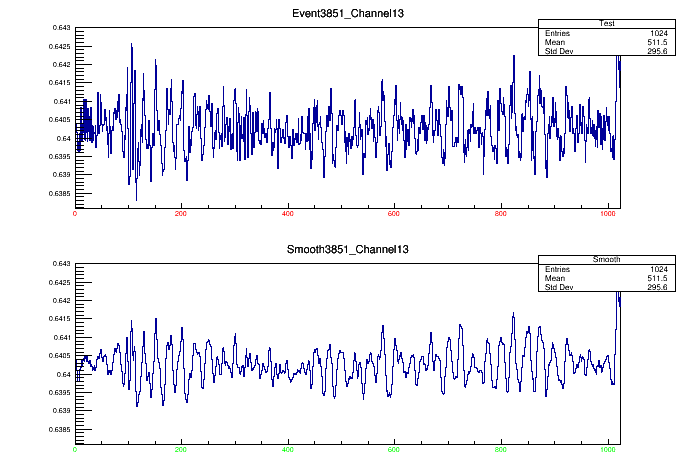 Event3851_Channel13
Test
Entries 1024
Mean 511.5
Std Dev 295.6
0.643
0.6425
0.642
0.6415
0.641
0.6405
0.64
0.6395
0.639
0.6385
0 200 400 600 800 1000
Smooth3851_Channel13
Smooth
Entries 1024
Mean 511.5
Std Dev 295.6
0.643
0.6425
0.642
0.6415
0.641
0.6405
0.64
0.6395
0.639
0.6385
0 200 400 600 800 1000